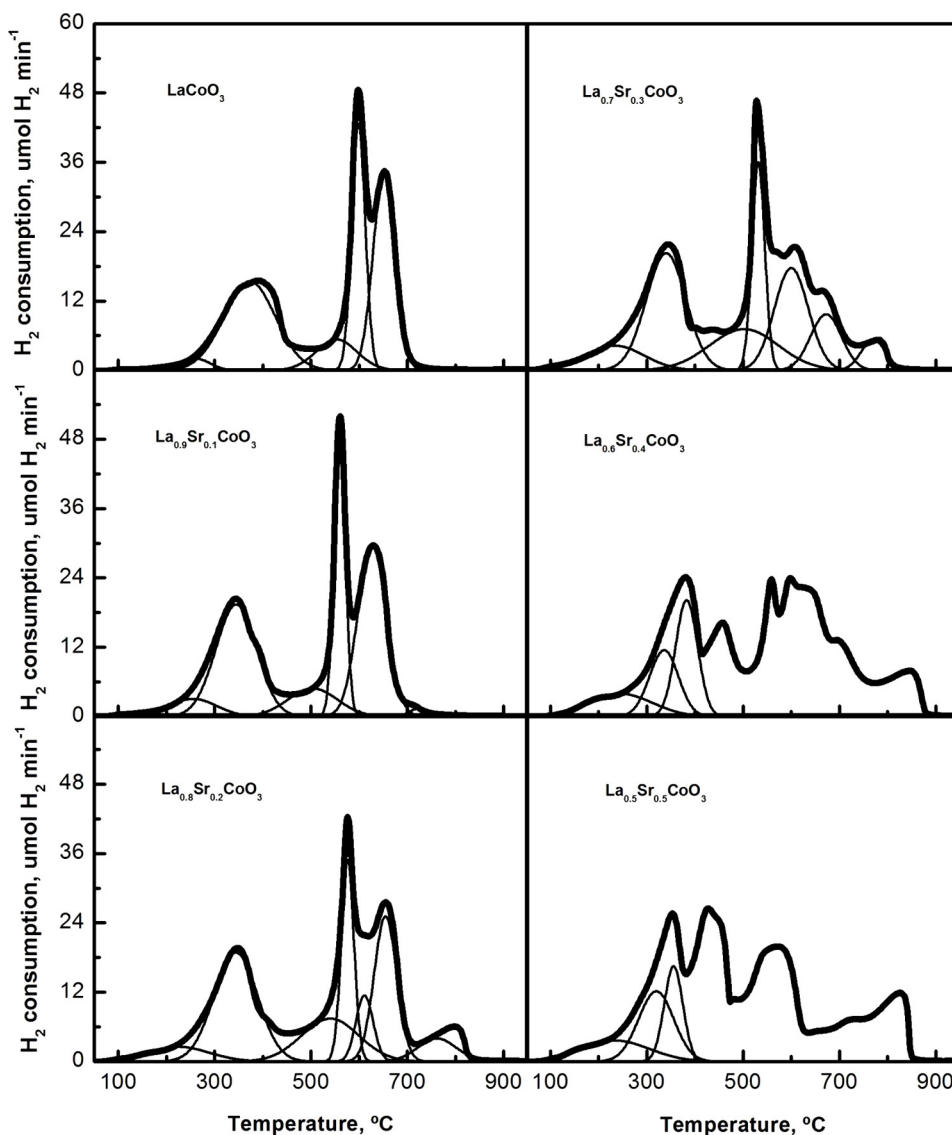 60
48
36
24
12
0
H₂ consumption, umol H₂ min⁻¹
LaCoO₃
La₀.₇Sr₀.₃CoO₃
48
36
24
12
0
H₂ consumption, umol H₂ min⁻¹
La₀.₉Sr₀.₁CoO₃
La₀.₆Sr₀.₄CoO₃
48
36
24
12
0
H₂ consumption, umol H₂ min⁻¹
La₀.₈Sr₀.₂CoO₃
La₀.₅Sr₀.₅CoO₃
100 300 500 700 900
100 300 500 700 900
Temperature, ºC
Temperature, ºC